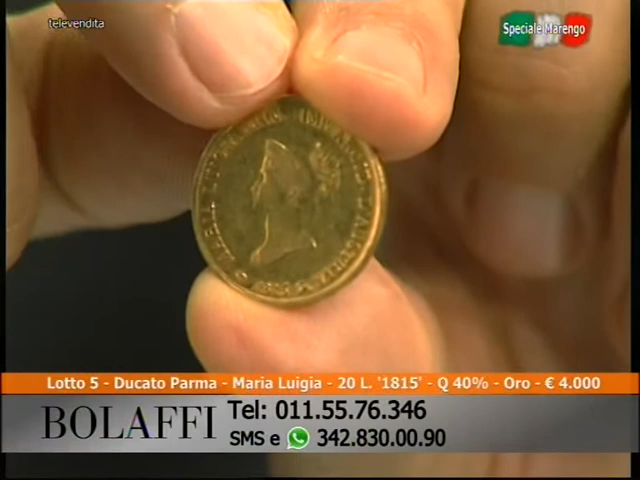 televendita
Speciale Marengo
Lotto 5 - Ducato Parma - Maria Luigia - 20 L. '1815' - Q 40% - Oro - € 4.000
BOLAFFI
Tel: 011.55.76.346
SMS e 342.830.00.90